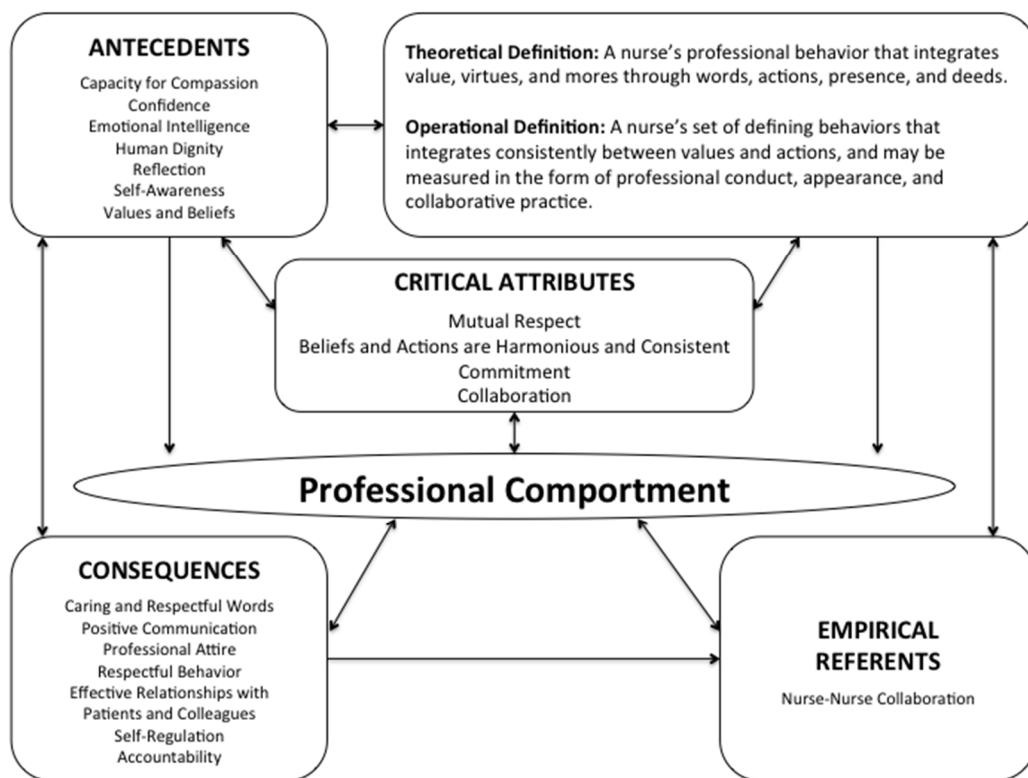 ANTECEDENTS
Capacity for Compassion
Confidence
Emotional Intelligence
Human Dignity
Reflection
Self-Awareness
Values and Beliefs
Theoretical Definition: A nurse's professional behavior that integrates
value, virtues, and mores through words, actions, presence, and deeds.
Operational Definition: A nurse's set of defining behaviors that
integrates consistently between values and actions, and may be
measured in the form of professional conduct, appearance, and
collaborative practice.
CRITICAL ATTRIBUTES
Mutual Respect
Beliefs and Actions are Harmonious and Consistent
Commitment
Collaboration
Professional Comportment
CONSEQUENCES
Caring and Respectful Words
Positive Communication
Professional Attire
Respectful Behavior
Effective Relationships with
Patients and Colleagues
Self-Regulation
Accountability
EMPIRICAL
REFERENTS
Nurse-Nurse Collaboration